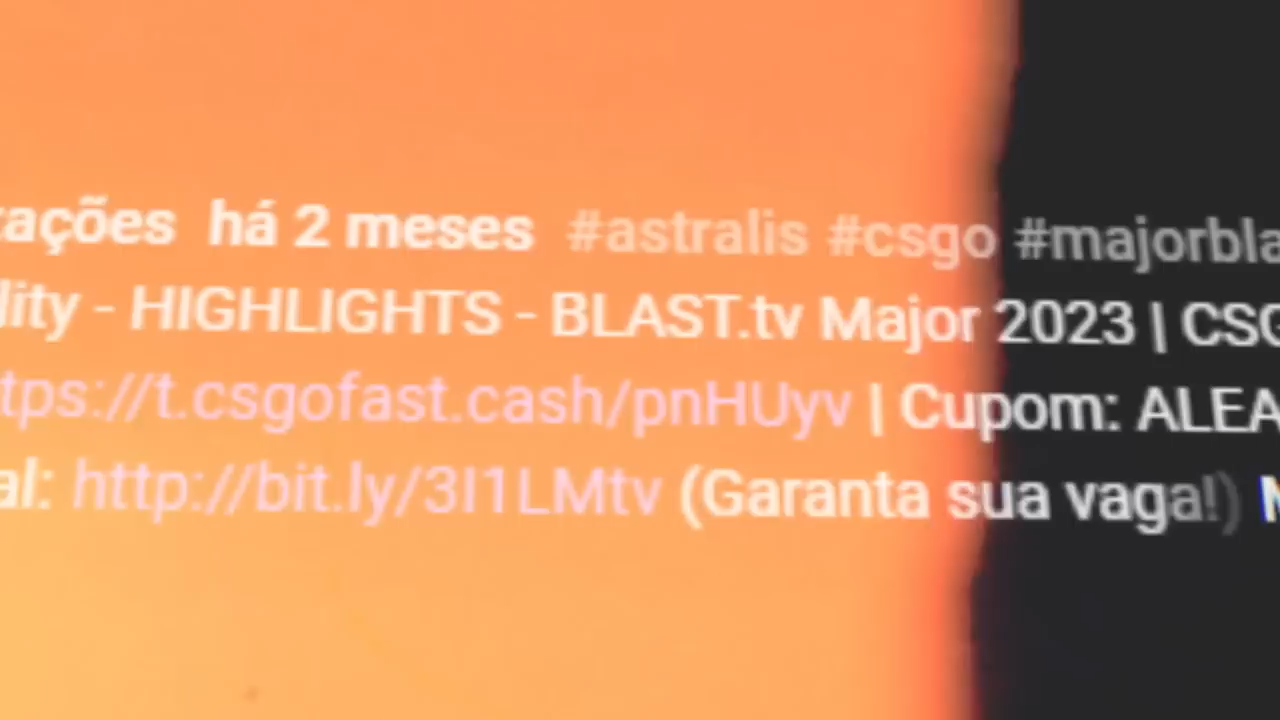 tações há 2 meses #astralis #csgo #majorbla
lity - HIGHLIGHTS - BLAST.tv Major 2023 | CSG
tps://t.csgofast.cash/pnHUyv | Cupom: ALEA
al: http://bit.ly/3I1LMtv (Garanta sua vaga!) M